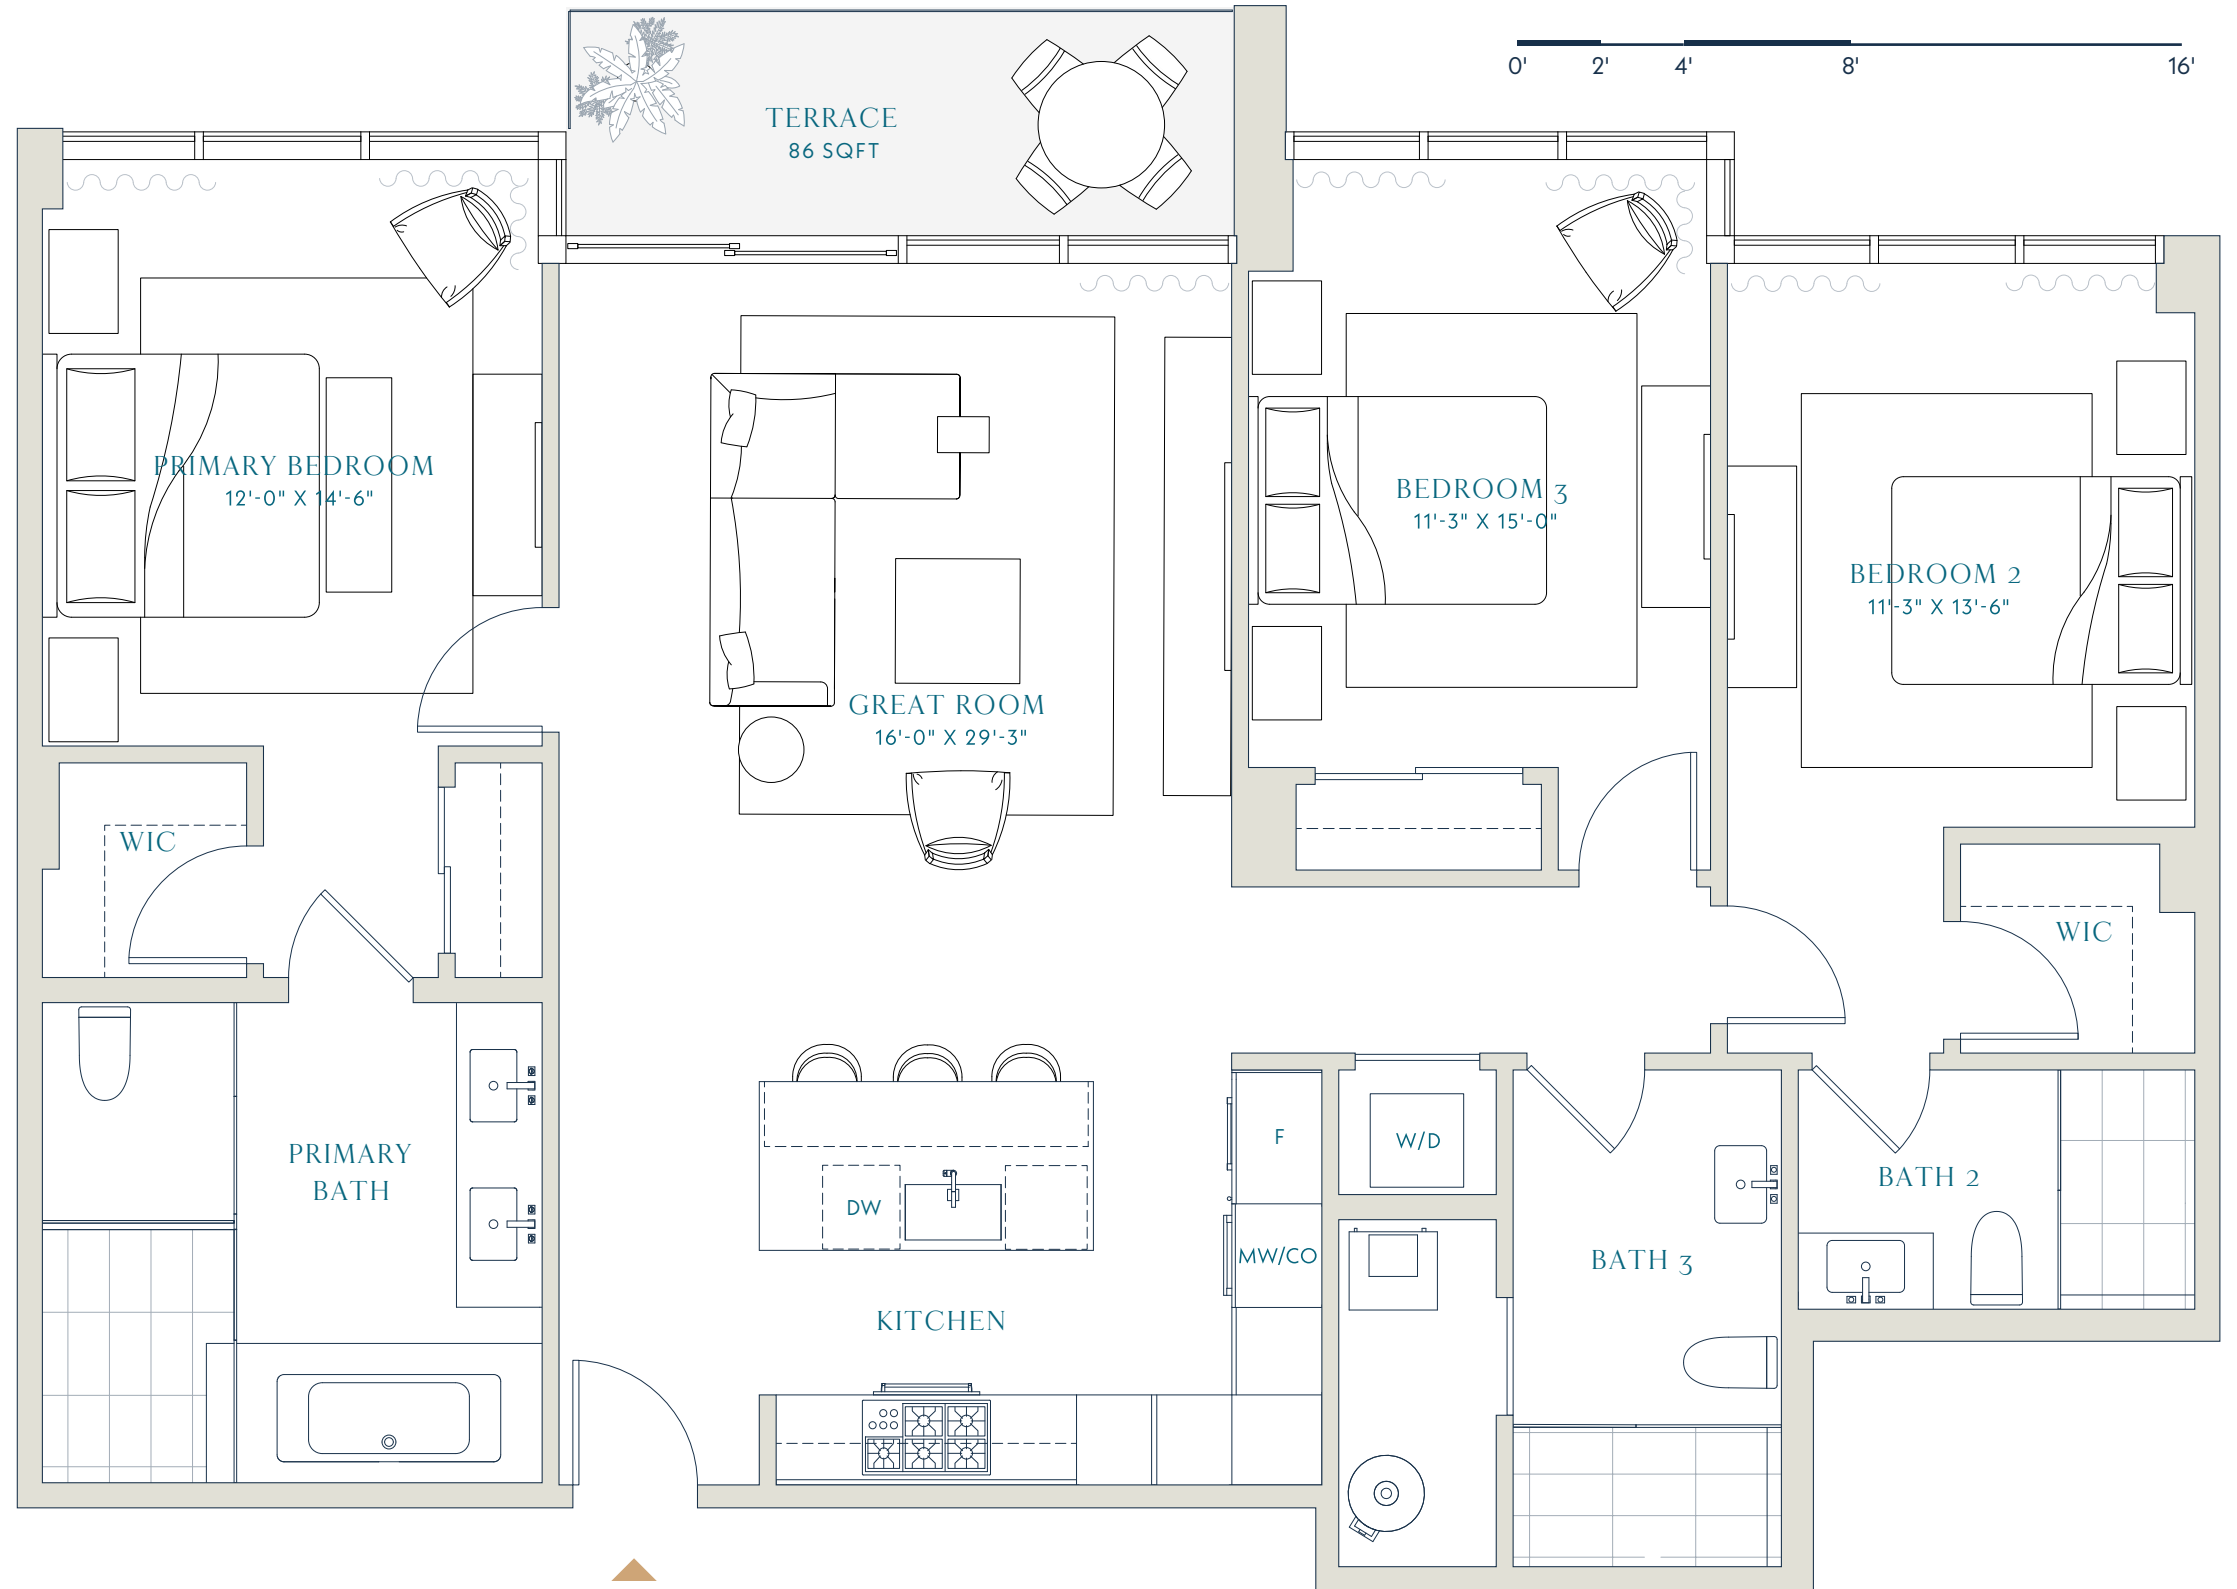 0' 2' 4' 8' 16'
TERRACE
86 SQFT
PRIMARY BEDROOM
12'-0" X 14'-6"
BEDROOM 3
11'-3" X 15'-0"
BEDROOM 2
11'-3" X 13'-6"
GREAT ROOM
16'-0" X 29'-3"
WIC
WIC
PRIMARY
BATH
F
W/D
BATH 2
DW
MW/CO
BATH 3
KITCHEN